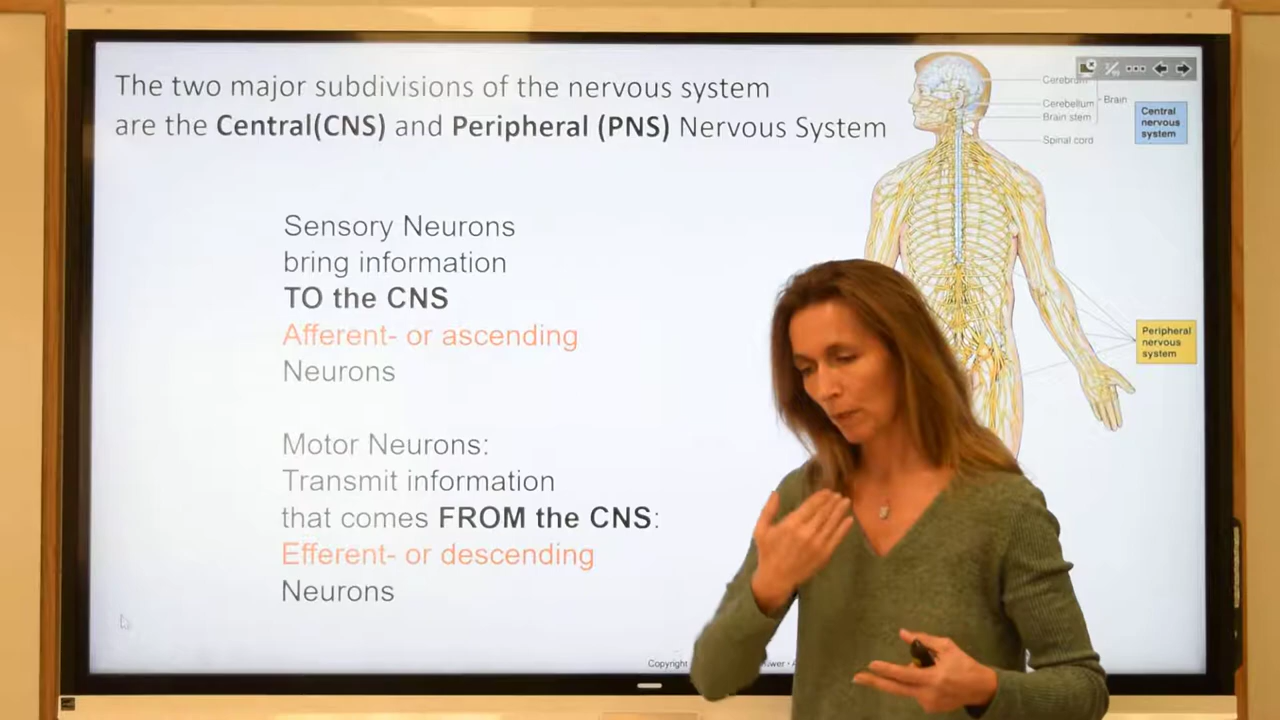 The two major subdivisions of the nervous system
are the Central(CNS) and Peripheral (PNS) Nervous System
Sensory Neurons
bring information
TO the CNS
Afferent- or ascending
Neurons
Motor Neurons:
Transmit information
that comes FROM the CNS:
Efferent- or descending
Neurons
Cerebellum
Brain stem
Brain
Spinal cord
Central
nervous
system
Peripheral
nervous
system
Copyright